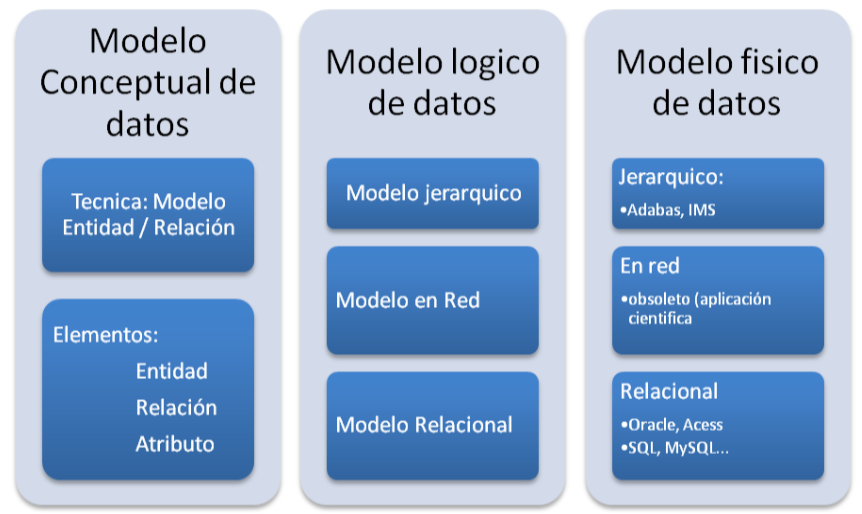 Modelo
Conceptual de
datos
Tecnica: Modelo
Entidad / Relación
Elementos:
Entidad
Relación
Atributo
Modelo logico
de datos
Modelo jerarquico
Modelo en Red
Modelo Relacional
Modelo fisico
de datos
Jerarquico:
•Adabas, IMS
En red
•obsoleto (aplicación
cientifica
Relacional
•Oracle, Acess
•SQL, MySQL...